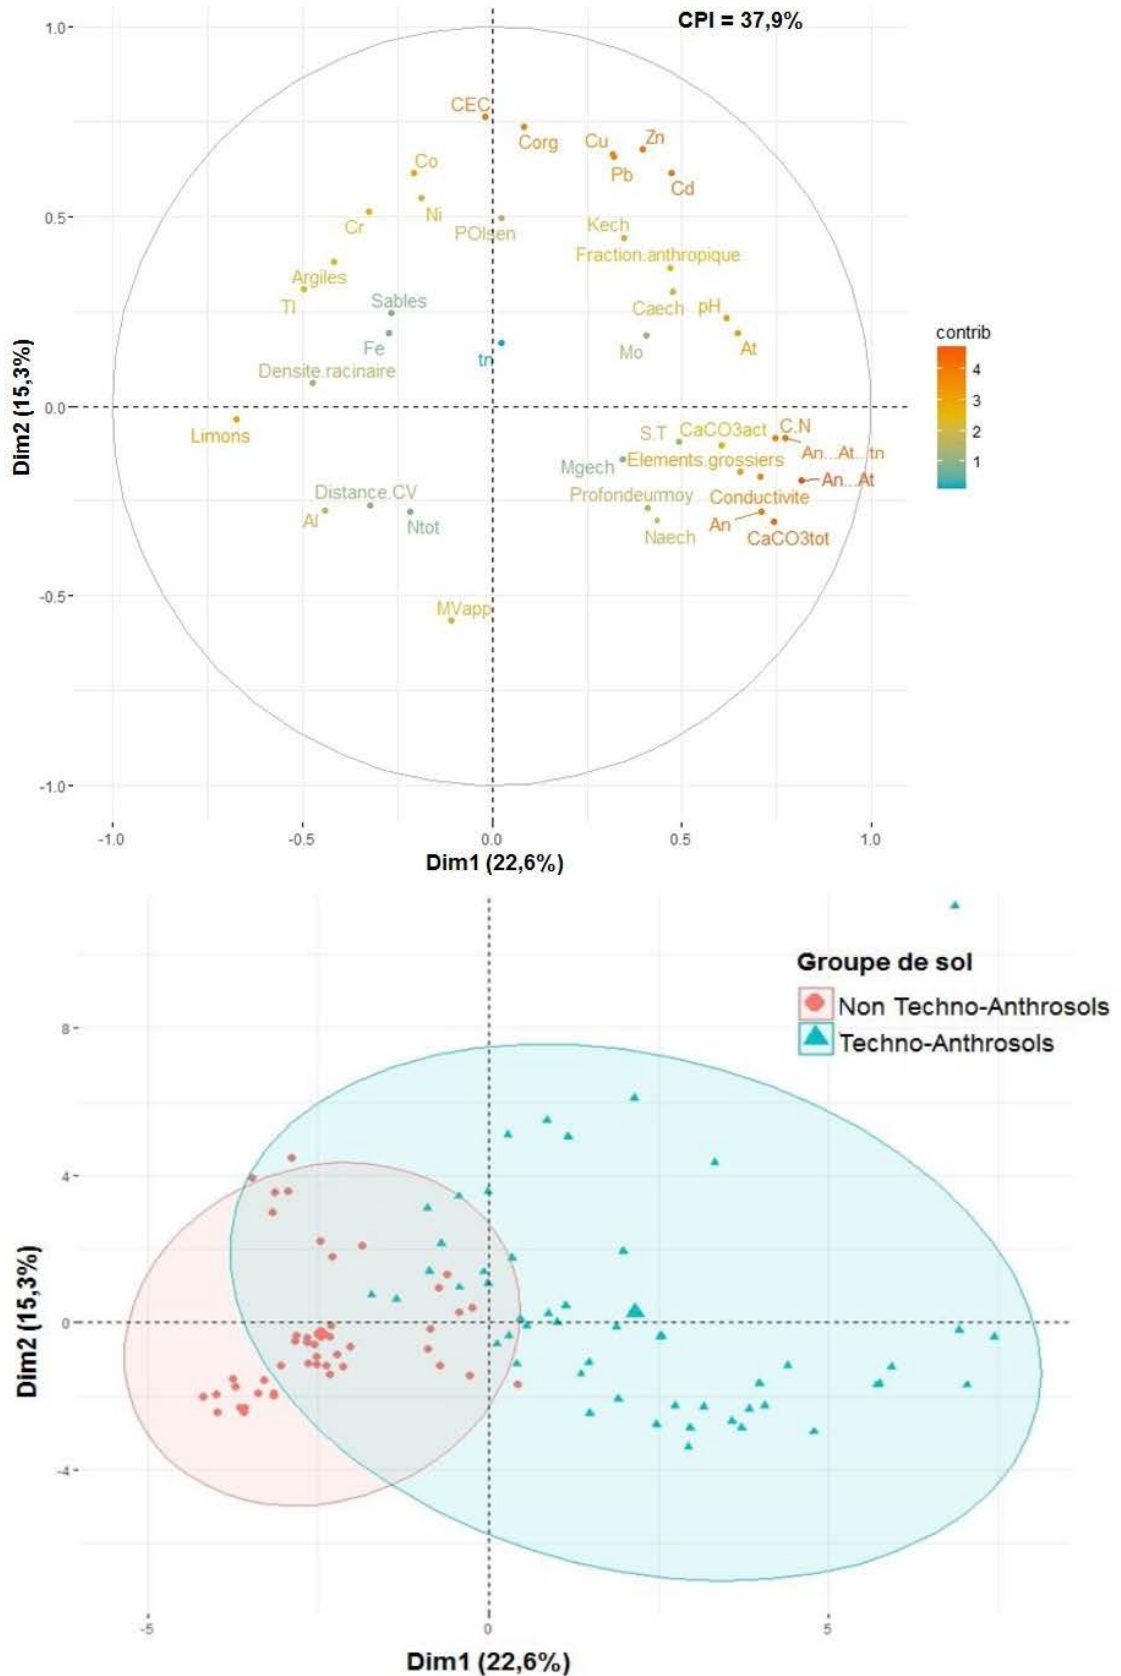 CPI = 37,9%
1.0
CEC
Corg
Cu
Zn
Pb
Cd
Co
Ni
Cr
0.5
POlsen
Kech
Fraction.anthropique
Argiles
Tl
Sables
Caech
pH
Fe
Mo
At
tn
Densite.racinaire
contrib
4
3
2
1
Dim2 (15,3%)
0.0
Limons
S.T
CaCO3act
C.N
An...At...tn
Mgech
Elements.grossiers
An...At
Distance.CV
Profondeurmoy
Conductivite
Al
Ntot
An
Naech
CaCO3tot
-0.5
MVapp
-1.0
-1.0
-0.5
0.0
0.5
1.0
Dim1 (22,6%)
Groupe de sol
Non Techno-Anthrosols
Techno-Anthrosols
8
4
0
-4
Dim2 (15,3%)
-5
0
5
Dim1 (22,6%)